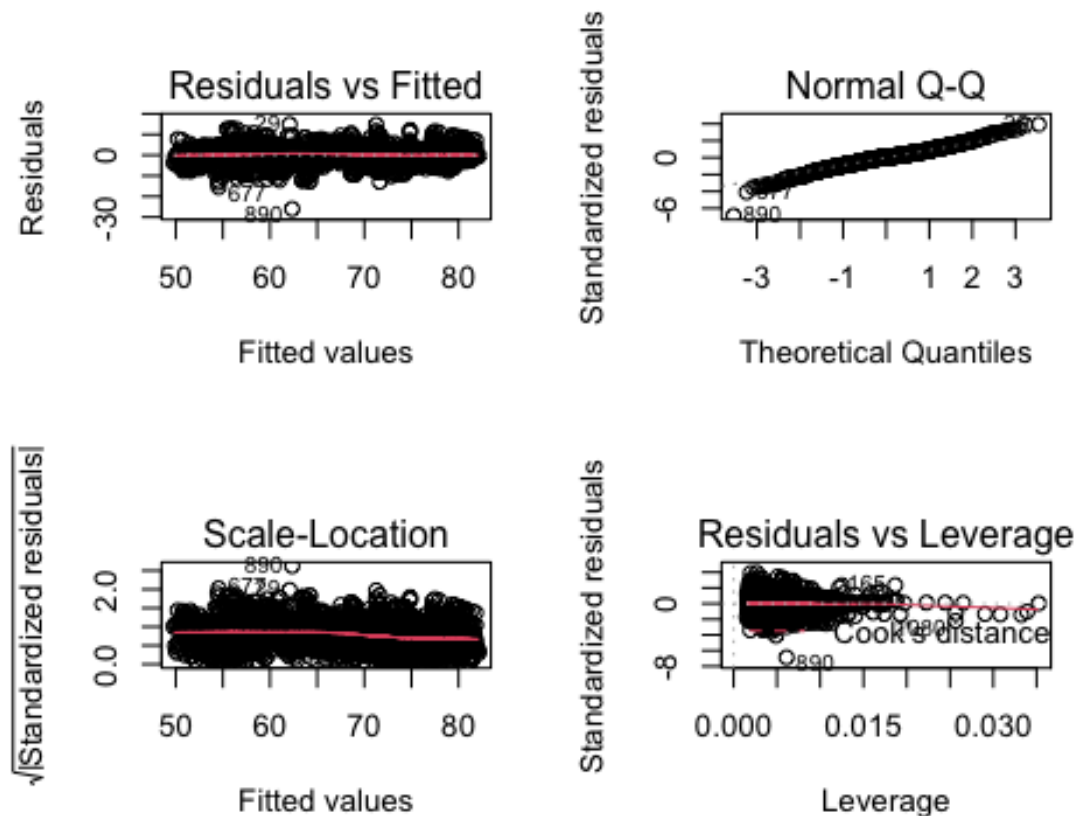 Residuals vs Fitted
Residuals
0
-30
29
677
890
50 60 70 80
Fitted values
Normal Q-Q
Standardized residuals
0
-6
890
-3 -1 1 2 3
Theoretical Quantiles
Scale-Location
√|Standardized residuals|
2.0
0.0
890
677
50 60 70 80
Fitted values
Residuals vs Leverage
Standardized residuals
0
-8
165
Cook's distance
890
0.000 0.015 0.030
Leverage